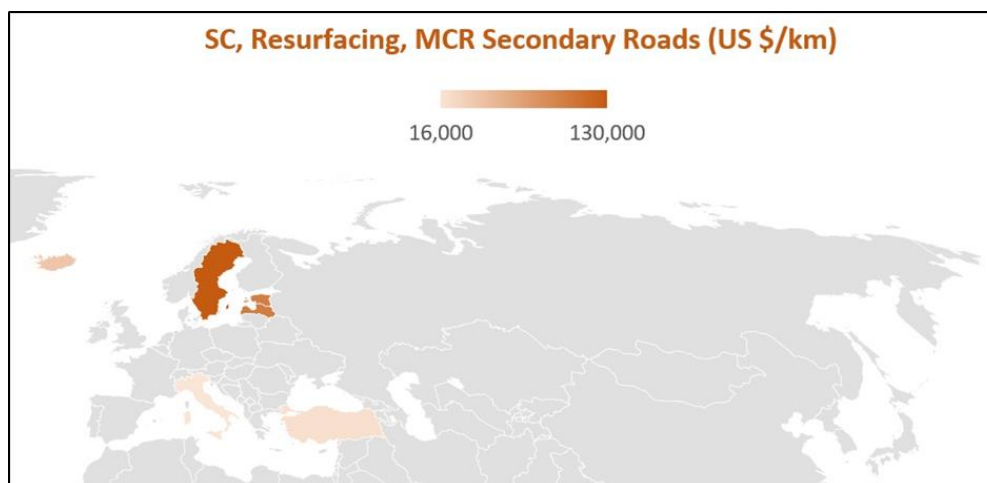 SC, Resurfacing, MCR Secondary Roads (US $/km)
16,000 130,000